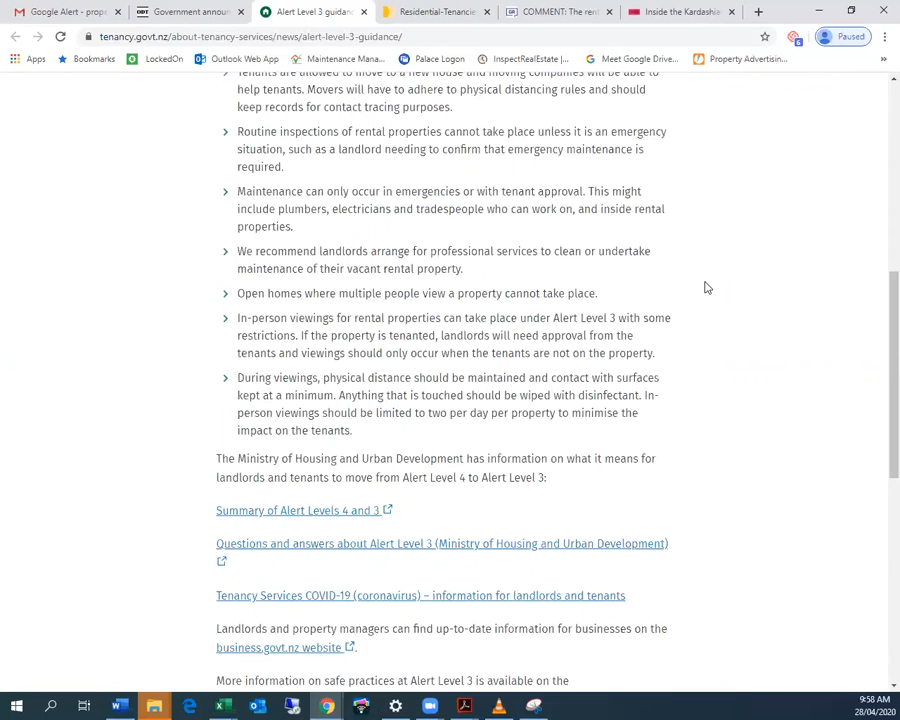 Google Alert - prop
Government announ
Alert Level 3 guidanc
Residential-Tenancie
COMMENT: The rent
Inside the Kardashia
tenancy.govt.nz/about-tenancy-services/news/alert-level-3-guidance/
6
Paused
Apps
Bookmarks
LockedOn
Outlook Web App
Maintenance Mana...
Palace Logon
InspectRealEstate |...
Meet Google Drive...
Property Advertisin...
»
Tenants are allowed to move to a new house and moving companies will be able to
help tenants. Movers will have to adhere to physical distancing rules and should
keep records for contact tracing purposes.
Routine inspections of rental properties cannot take place unless it is an emergency
situation, such as a landlord needing to confirm that emergency maintenance is
required.
Maintenance can only occur in emergencies or with tenant approval. This might
include plumbers, electricians and tradespeople who can work on, and inside rental
properties.
We recommend landlords arrange for professional services to clean or undertake
maintenance of their vacant rental property.
Open homes where multiple people view a property cannot take place.
In-person viewings for rental properties can take place under Alert Level 3 with some
restrictions. If the property is tenanted, landlords will need approval from the
tenants and viewings should only occur when the tenants are not on the property.
During viewings, physical distance should be maintained and contact with surfaces
kept at a minimum. Anything that is touched should be wiped with disinfectant. In-
person viewings should be limited to two per day per property to minimise the
impact on the tenants.
The Ministry of Housing and Urban Development has information on what it means for
landlords and tenants to move from Alert Level 4 to Alert Level 3:
Summary of Alert Levels 4 and 3
Questions and answers about Alert Level 3 (Ministry of Housing and Urban Development)
Tenancy Services COVID-19 (coronavirus) – information for landlords and tenants
Landlords and property managers can find up-to-date information for businesses on the
business.govt.nz website.
More information on safe practices at Alert Level 3 is available on the
9:58 AM
28/04/2020